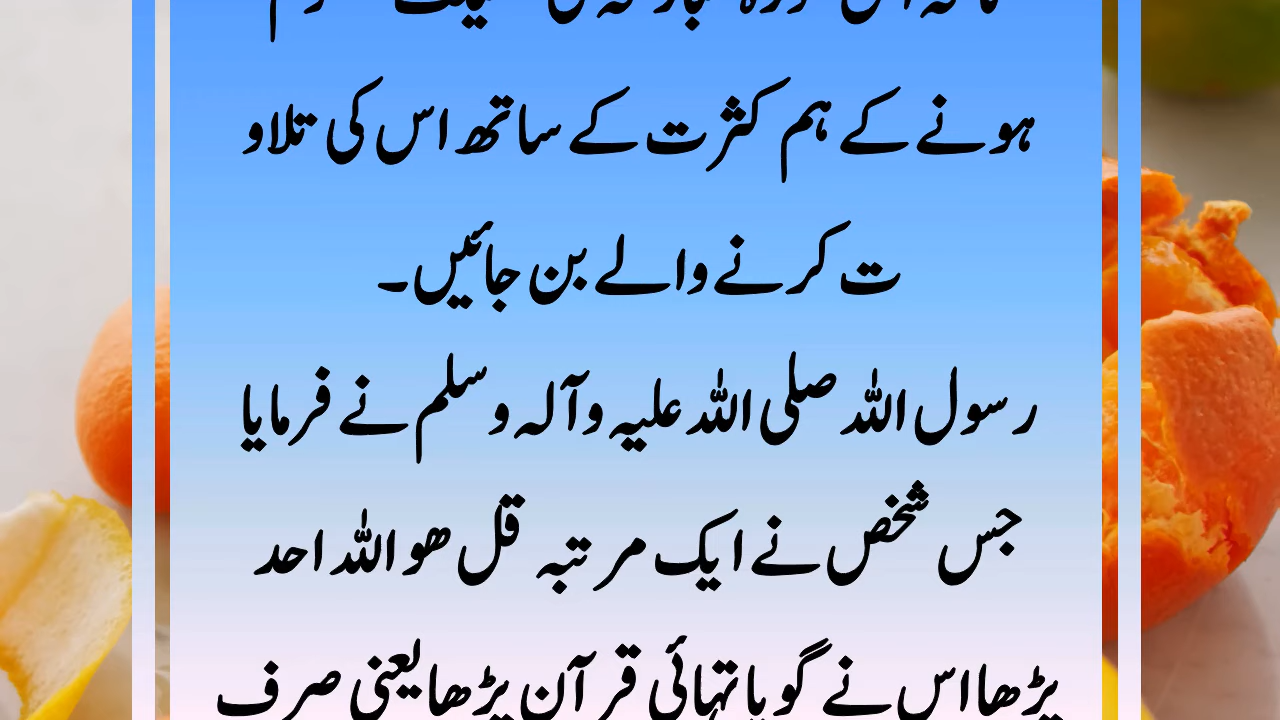 ہونے کے ہم کثرت کے ساتھ اس کی تلاو
ت کرنے والے بن جائیں۔
رسول اللہ صلی اللہ علیہ وآلہ وسلم نے فرمایا
جس شخص نے ایک مرتبہ قل ھو اللہ احد
پڑھا اس نے گویا تہائی قرآن پڑھا یعنی صرف